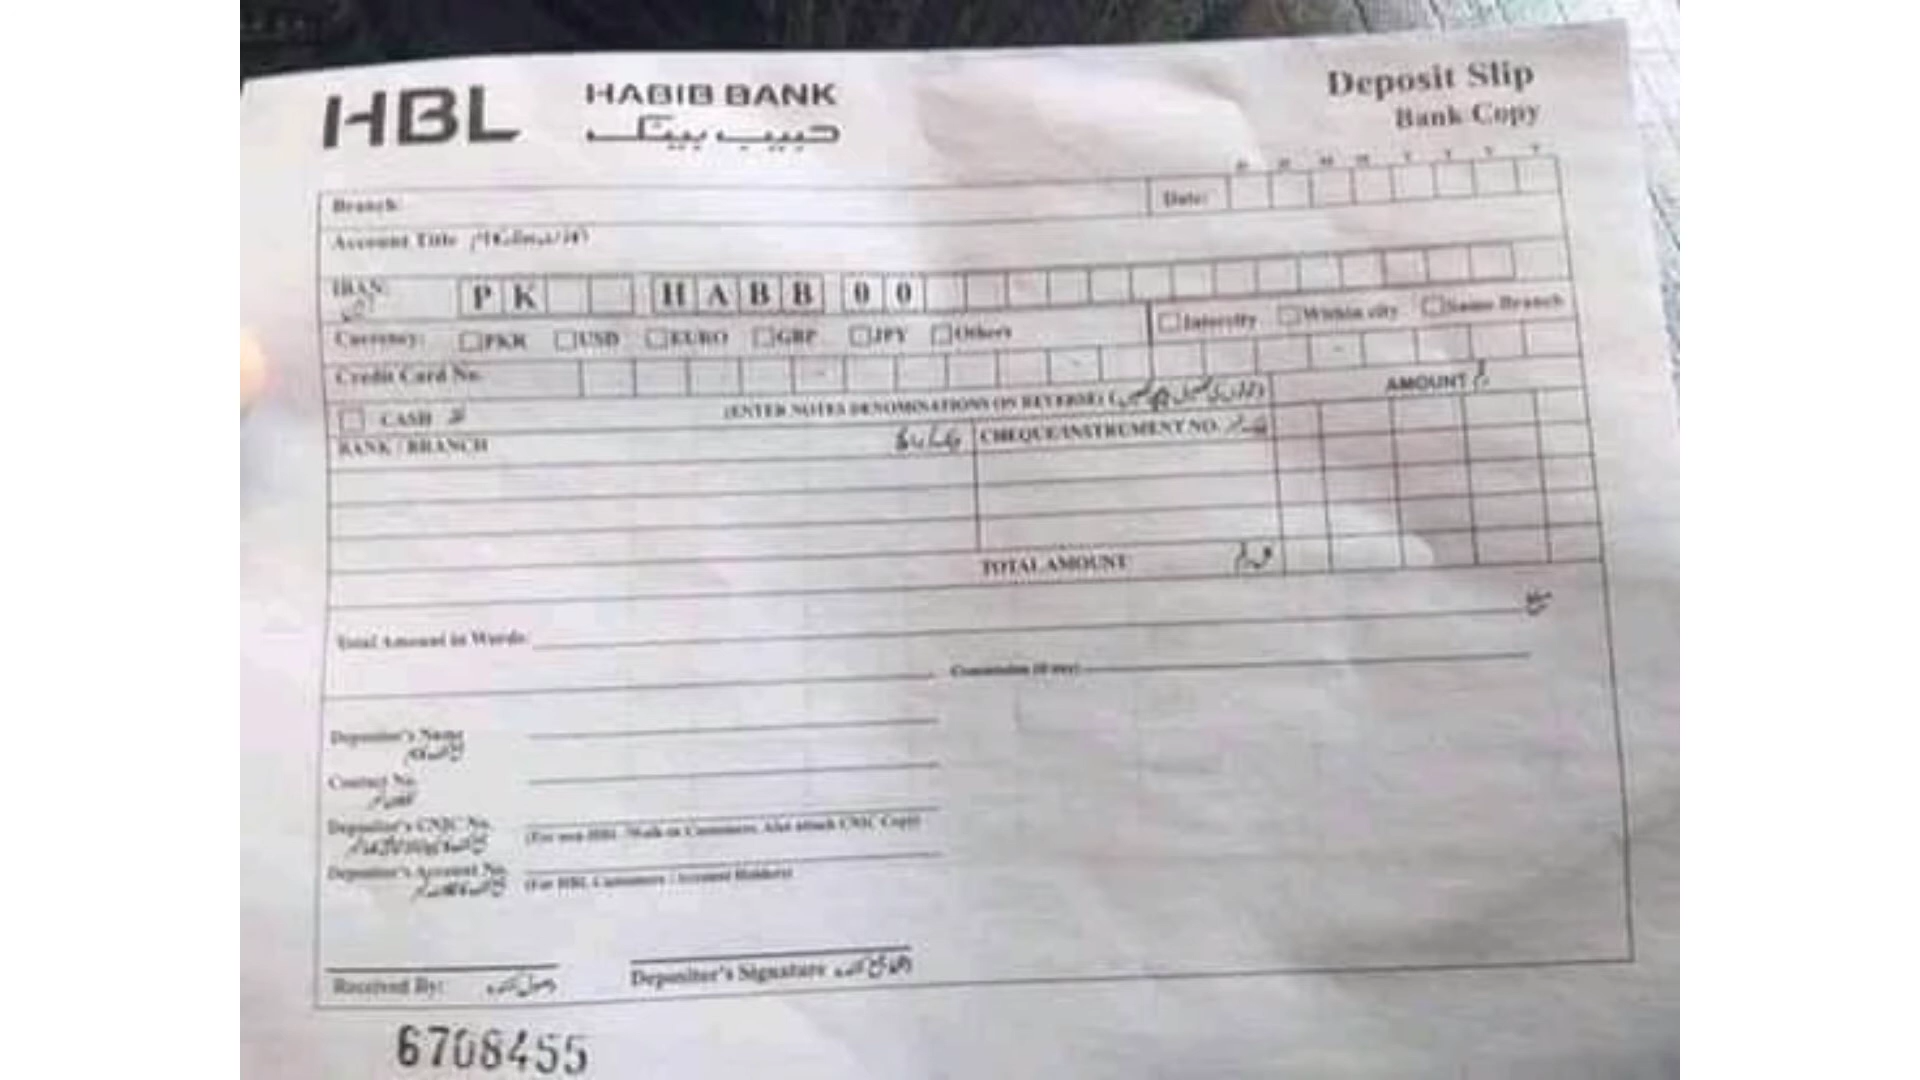 HBL HABIB BANK Deposit Slip
حبیب بینک Bank Copy
D D M M Y Y Y Y
Branch: Date:
Account Title
IBAN: PK HABB 00
Currency: PKR USD EURO GBP JPY Others Intercity Within city Same Branch
Credit Card No.
CASH (ENTER NOTES DENOMINATIONS ON REVERSE) AMOUNT
BANK / BRANCH CHEQUE/INSTRUMENT NO.
TOTAL AMOUNT
Total Amount in Words:
Commission (if any)
Depositor's Name
Contact No.
Depositor's CNIC No. (For non HBL / Walk-in Customers, Also attach CNIC Copy)
Depositor's Account No. (For HBL Customers / Account Holders)
Received By: Depositor's Signature
6708455